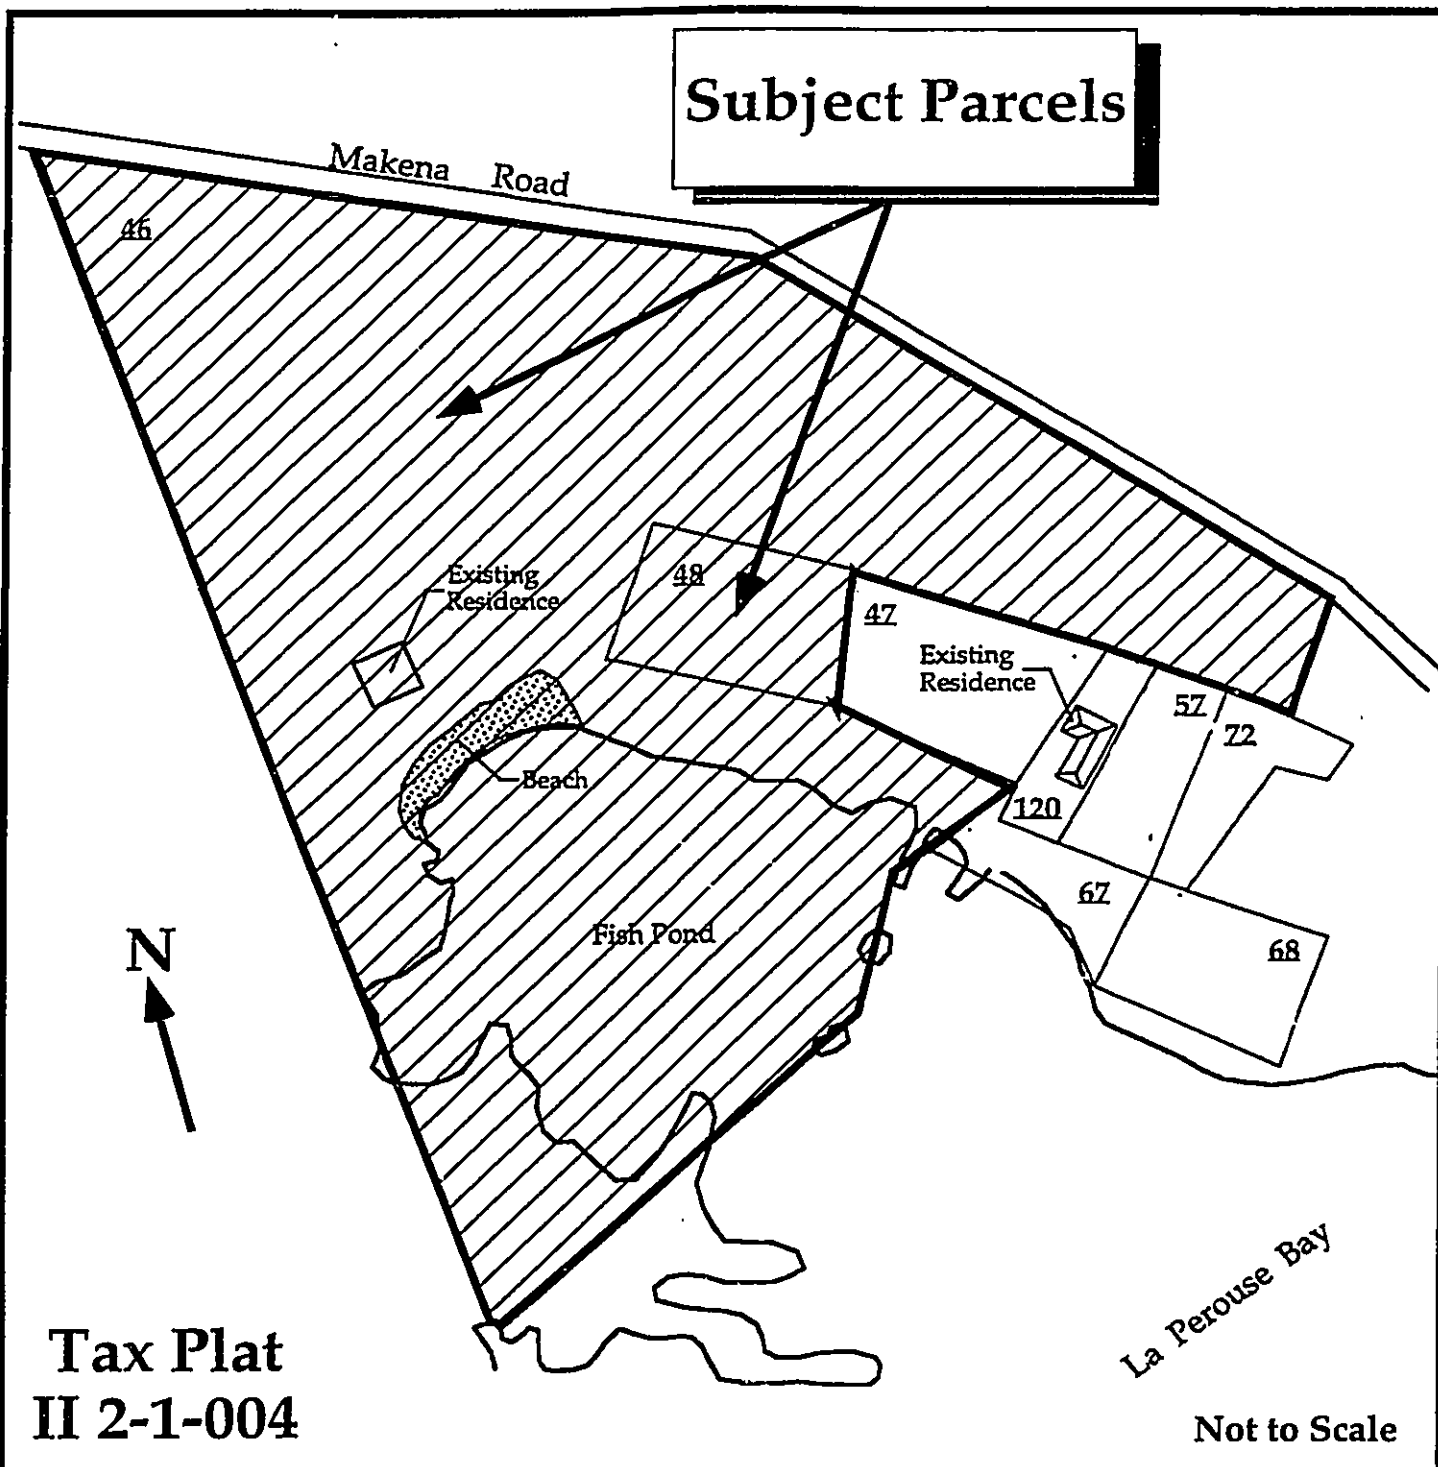 Subject Parcels
Makena Road
46
48
Existing
Residence
47
Existing
Residence
57
72
Beach
120
67
Fish Pond
68
N
La Perouse Bay
Tax Plat
II 2-1-004
Not to Scale